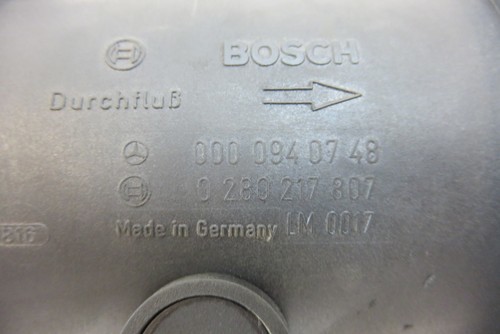 BOSCH
Durchfluß
000 094 07 48
0 280 217 807
Made in Germany LM 0017